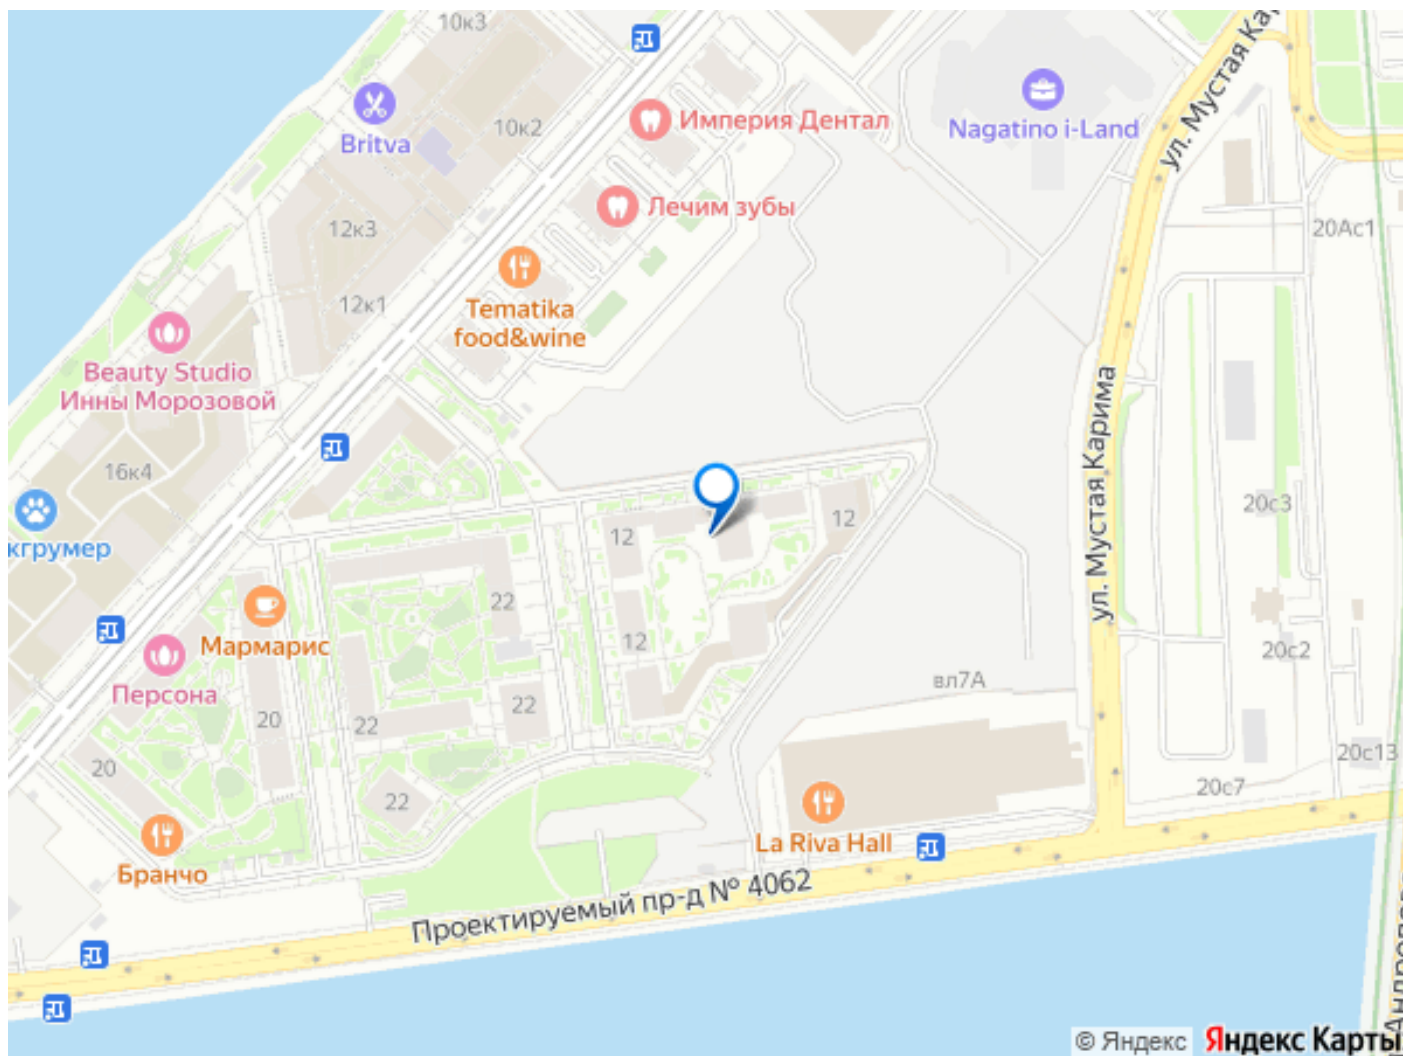 10к3
Britva
10к2
Империя Дентал
Nagatino i-Land
ул. Мустая Ка
Лечим зубы
12к3
20Ас1
12к1
Tematika
food&wine
Beauty Studio
Инны Морозовой
16к4
ул. Мустая Карима
кгрумер
12
12
20с3
22
12
Мармарис
20с2
вл7А
Персона
20
22
22
20
22
20с13
20с7
La Riva Hall
Бранчо
Проектируемый пр-д № 4062
Андро
© Яндекс
Яндекс Карты